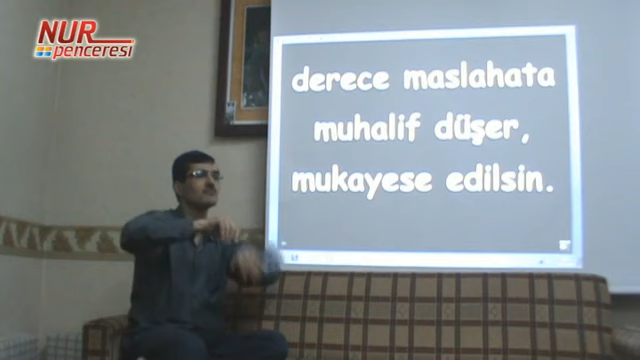 NUR
penceresi
derece maslahata
muhalif düşer,
mukayese edilsin.